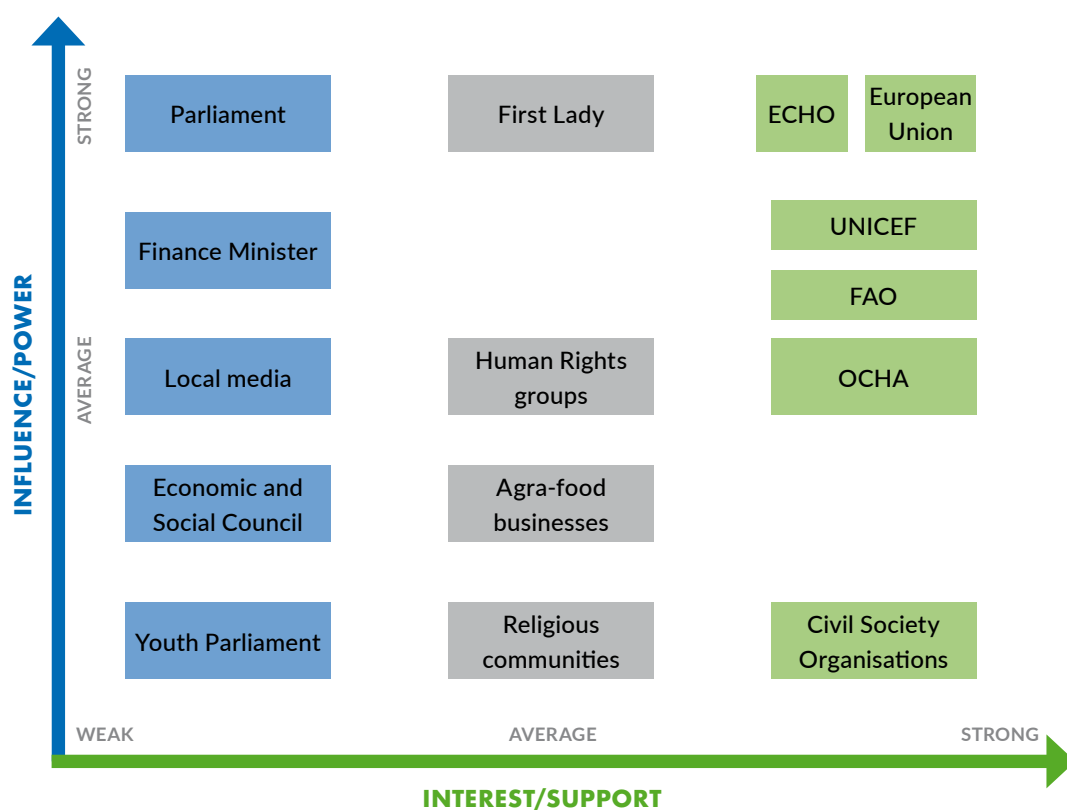 STRONG
Parliament
First Lady
ECHO
European
Union
Finance Minister
UNICEF
FAO
INFLUENCE/POWER
AVERAGE
Local media
Human Rights
groups
OCHA
Economic and
Social Council
Agra-food
businesses
Youth Parliament
Religious
communities
Civil Society
Organisations
WEAK
AVERAGE
STRONG
INTEREST/SUPPORT